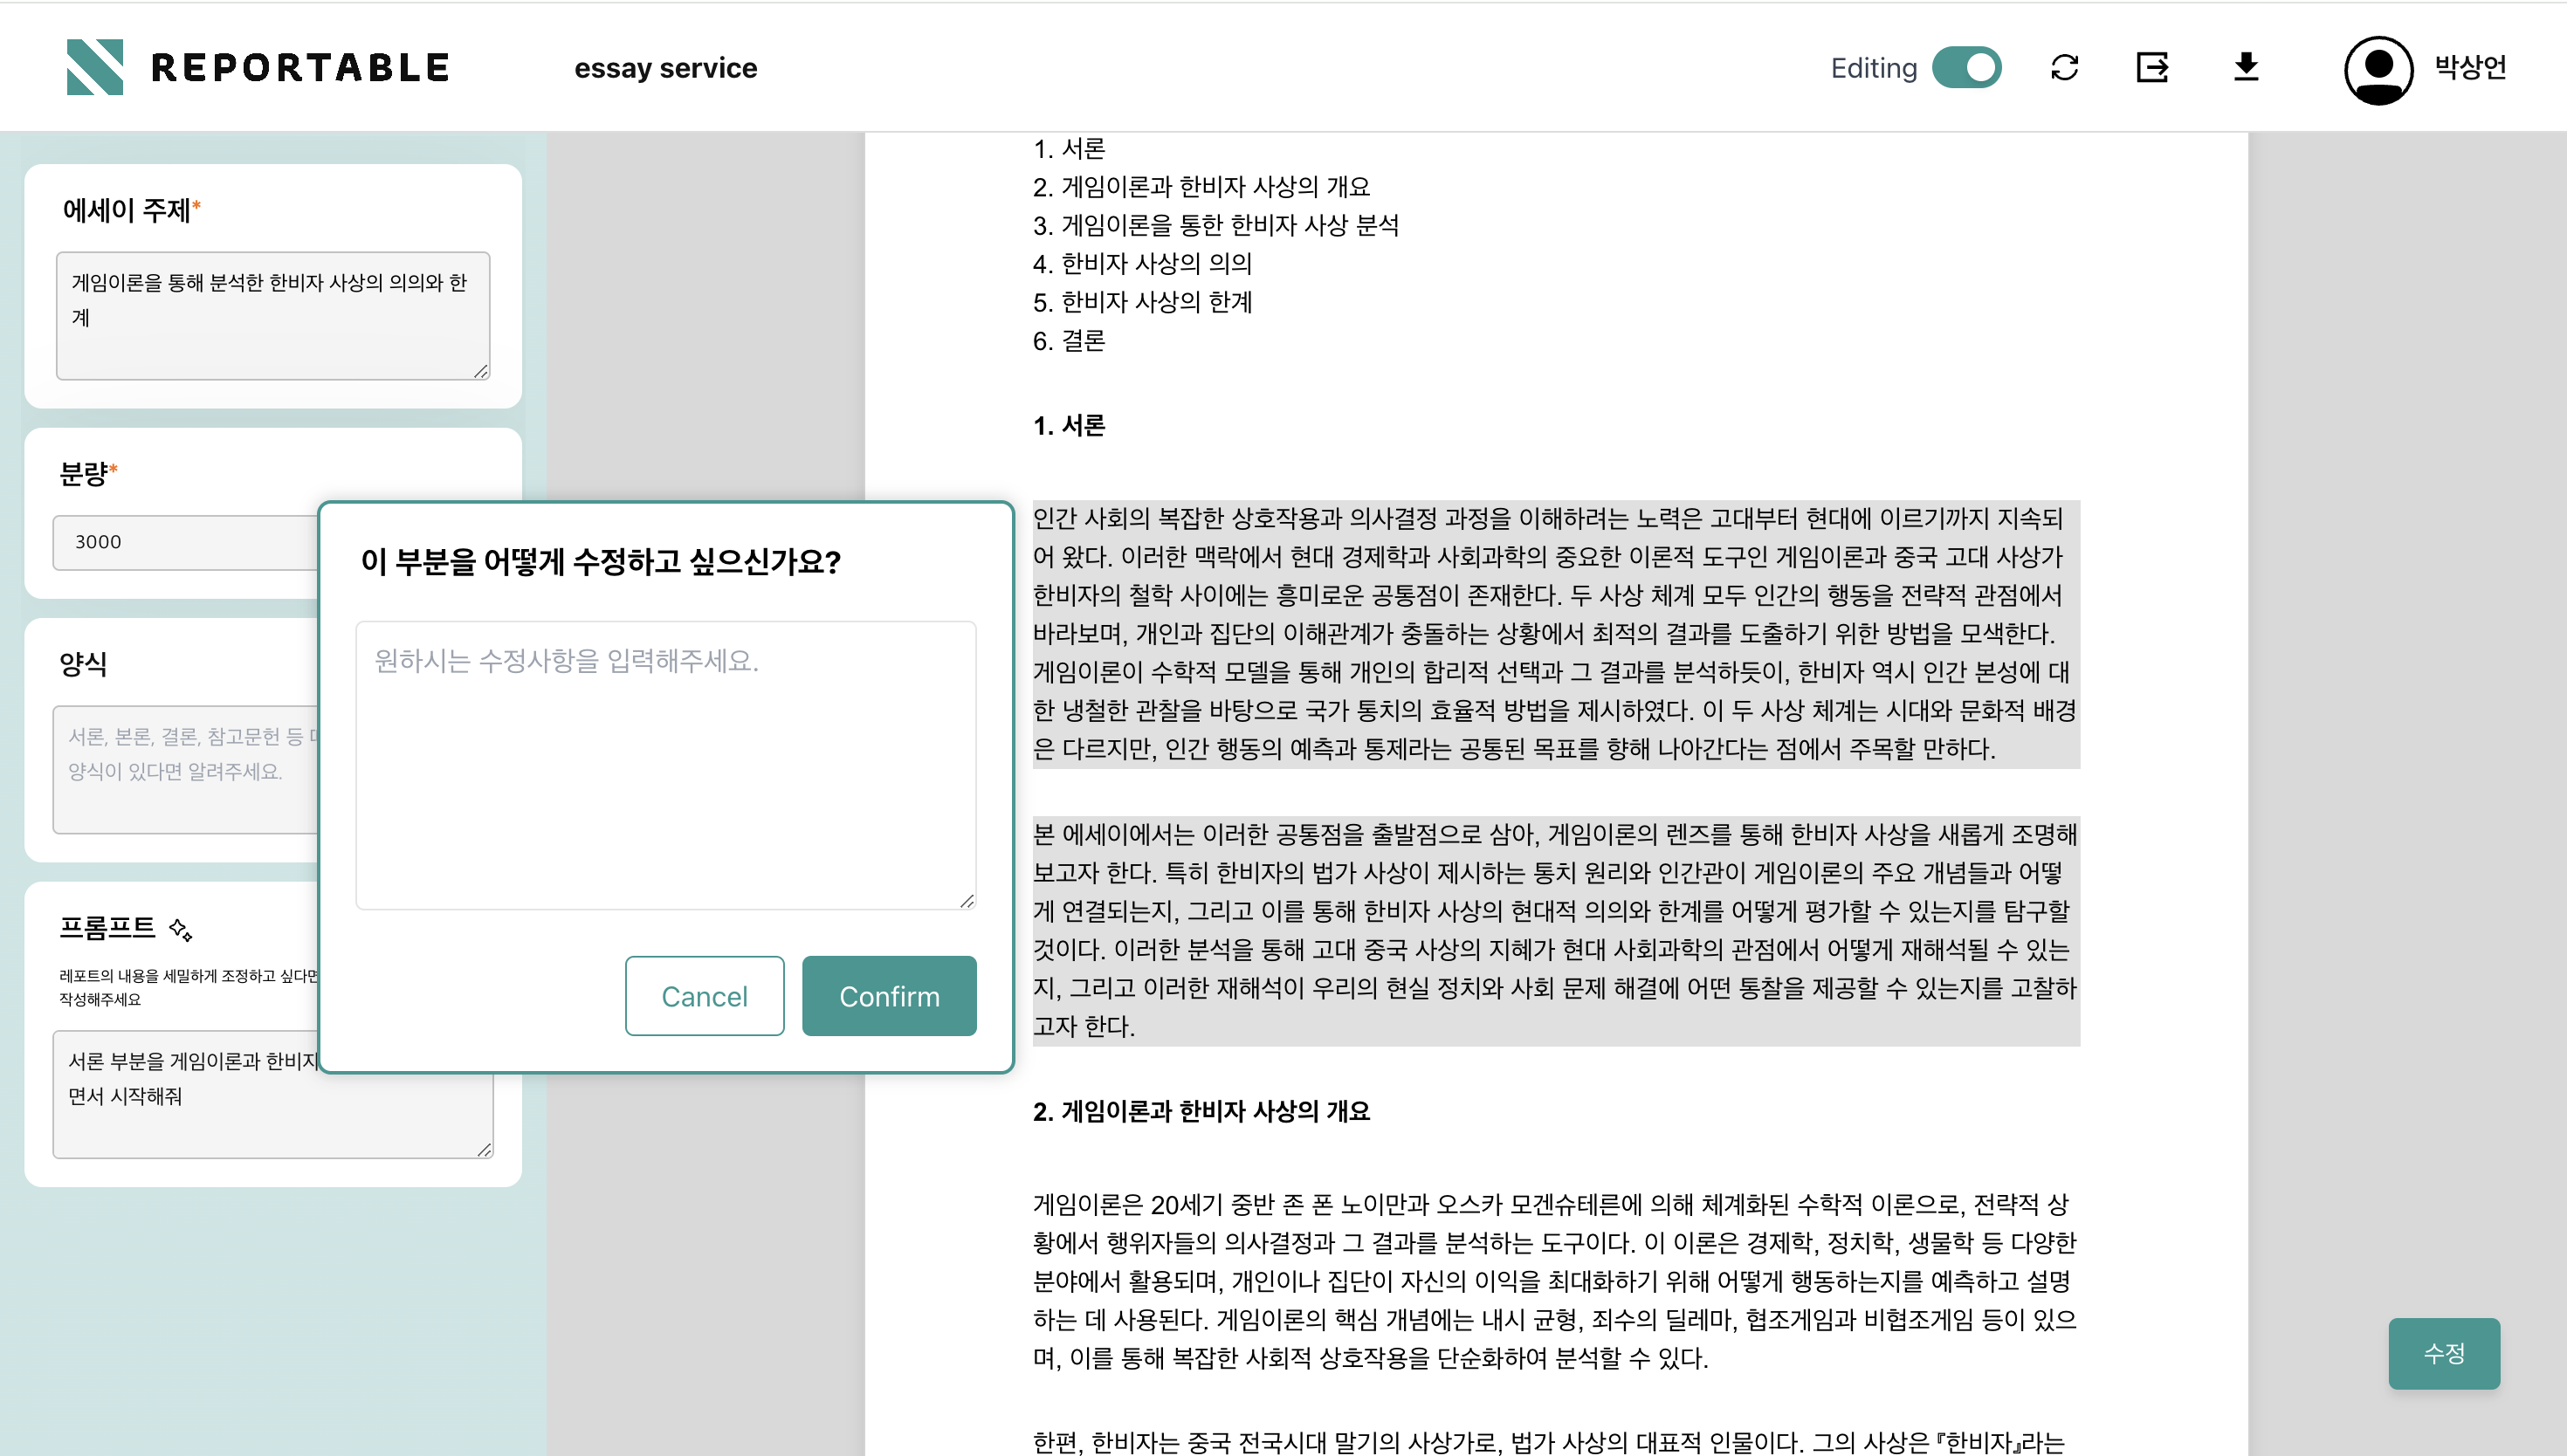 REPORTABLE
essay service
Editing
박상언
에세이 주제*
게임이론을 통해 분석한 한비자 사상의 의의와 한
계
분량*
3000
양식
서론, 본론, 결론, 참고문헌 등
양식이 있다면 알려주세요.
프롬프트
레포트의 내용을 세밀하게 조정하고 싶다면
작성해주세요
서론 부분을 게임이론과 한비자
면서 시작해줘
이 부분을 어떻게 수정하고 싶으신가요?
원하시는 수정사항을 입력해주세요.
Cancel
Confirm
1. 서론
2. 게임이론과 한비자 사상의 개요
3. 게임이론을 통한 한비자 사상 분석
4. 한비자 사상의 의의
5. 한비자 사상의 한계
6. 결론
1. 서론
인간 사회의 복잡한 상호작용과 의사결정 과정을 이해하려는 노력은 고대부터 현대에 이르기까지 지속되
어 왔다. 이러한 맥락에서 현대 경제학과 사회과학의 중요한 이론적 도구인 게임이론과 중국 고대 사상가
한비자의 철학 사이에는 흥미로운 공통점이 존재한다. 두 사상 체계 모두 인간의 행동을 전략적 관점에서
바라보며, 개인과 집단의 이해관계가 충돌하는 상황에서 최적의 결과를 도출하기 위한 방법을 모색한다.
게임이론이 수학적 모델을 통해 개인의 합리적 선택과 그 결과를 분석하듯이, 한비자 역시 인간 본성에 대
한 냉철한 관찰을 바탕으로 국가 통치의 효율적 방법을 제시하였다. 이 두 사상 체계는 시대와 문화적 배경
은 다르지만, 인간 행동의 예측과 통제라는 공통된 목표를 향해 나아간다는 점에서 주목할 만하다.
본 에세이에서는 이러한 공통점을 출발점으로 삼아, 게임이론의 렌즈를 통해 한비자 사상을 새롭게 조명해
보고자 한다. 특히 한비자의 법가 사상이 제시하는 통치 원리와 인간관이 게임이론의 주요 개념들과 어떻
게 연결되는지, 그리고 이를 통해 한비자 사상의 현대적 의의와 한계를 어떻게 평가할 수 있는지를 탐구할
것이다. 이러한 분석을 통해 고대 중국 사상의 지혜가 현대 사회과학의 관점에서 어떻게 재해석될 수 있는
지, 그리고 이러한 재해석이 우리의 현실 정치와 사회 문제 해결에 어떤 통찰을 제공할 수 있는지를 고찰하
고자 한다.
2. 게임이론과 한비자 사상의 개요
게임이론은 20세기 중반 존 폰 노이만과 오스카 모겐슈테른에 의해 체계화된 수학적 이론으로, 전략적 상
황에서 행위자들의 의사결정과 그 결과를 분석하는 도구이다. 이 이론은 경제학, 정치학, 생물학 등 다양한
분야에서 활용되며, 개인이나 집단이 자신의 이익을 최대화하기 위해 어떻게 행동하는지를 예측하고 설명
하는 데 사용된다. 게임이론의 핵심 개념에는 내시 균형, 죄수의 딜레마, 협조게임과 비협조게임 등이 있으
며, 이를 통해 복잡한 사회적 상호작용을 단순화하여 분석할 수 있다.
한편, 한비자는 중국 전국시대 말기의 사상가로, 법가 사상의 대표적 인물이다. 그의 사상은 『한비자』라는
수정